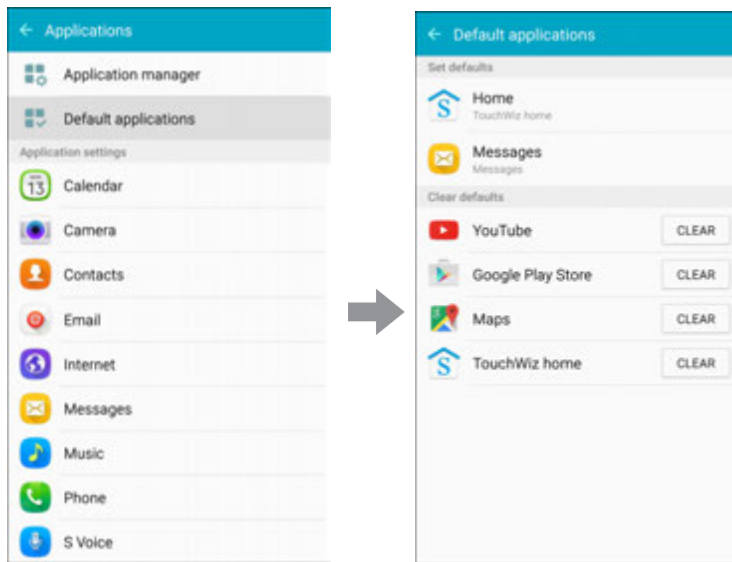 Applications
Application manager
Default applications
Application settings
13
Calendar
Camera
Contacts
Email
Internet
Messages
Music
Phone
S Voice
Default applications
Set defaults
S
Home
TouchWiz home
Messages
Messages
Clear defaults
YouTube CLEAR
Google Play Store CLEAR
Maps CLEAR
S
TouchWiz home CLEAR